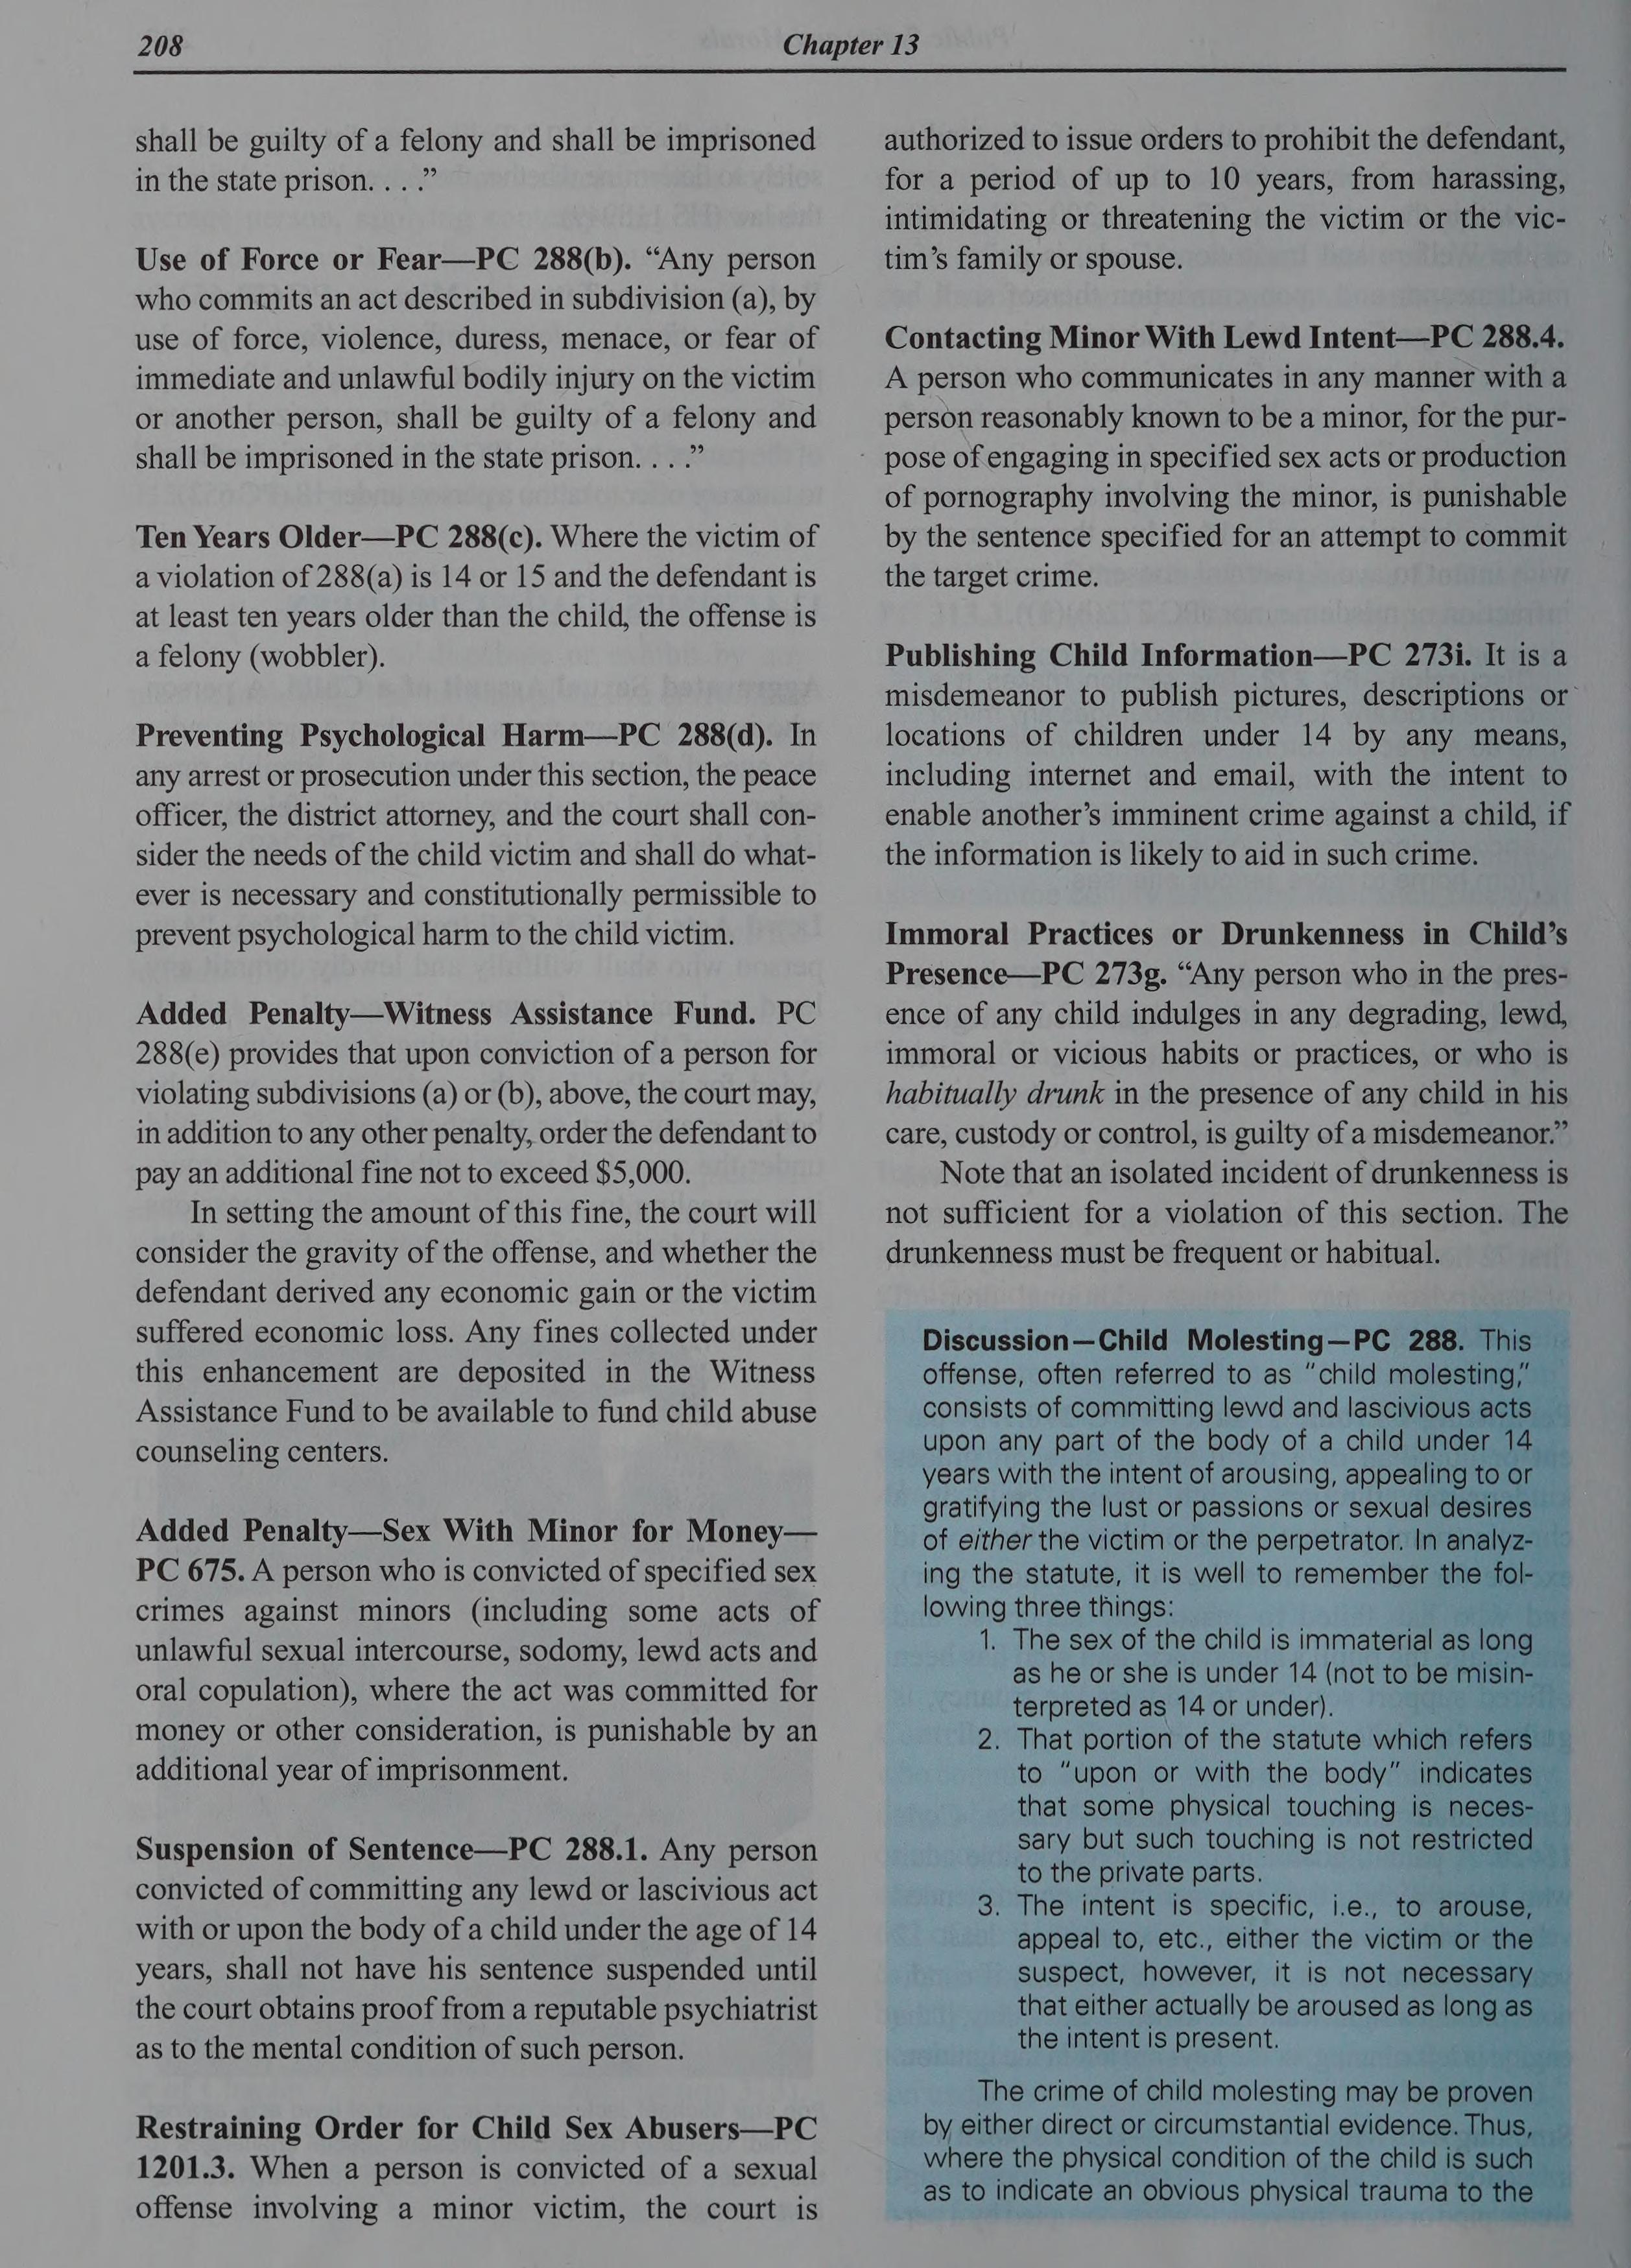 208
Chapter 13
shall be guilty of a felony and shall be imprisoned
in the state prison. . . .”
Use of Force or Fear—PC 288(b). “Any person
who commits an act described in subdivision (a), by
use of force, violence, duress, menace, or fear of
immediate and unlawful bodily injury on the victim
or another person, shall be guilty of a felony and
shall be imprisoned in the state prison. . . .”
Ten Years Older—PC 288(c). Where the victim of
a violation of 288(a) is 14 or 15 and the defendant is
at least ten years older than the child, the offense is
a felony (wobbler).
Preventing Psychological Harm—PC 288(d). In
any arrest or prosecution under this section, the peace
officer, the district attorney, and the court shall con-
sider the needs of the child victim and shall do what-
ever is necessary and constitutionally permissible to
prevent psychological harm to the child victim.
Added Penalty—Witness Assistance Fund. PC
288(e) provides that upon conviction of a person for
violating subdivisions (a) or (b), above, the court may,
in addition to any other penalty, order the defendant to
pay an additional fine not to exceed $5,000.
In setting the amount of this fine, the court will
consider the gravity of the offense, and whether the
defendant derived any economic gain or the victim
suffered economic loss. Any fines collected under
this enhancement are deposited in the Witness
Assistance Fund to be available to fund child abuse
counseling centers.
Added Penalty—Sex With Minor for Money—
PC 675. A person who is convicted of specified sex
crimes against minors (including some acts of
unlawful sexual intercourse, sodomy, lewd acts and
oral copulation), where the act was committed for
money or other consideration, is punishable by an
additional year of imprisonment.
Suspension of Sentence—PC 288.1. Any person
convicted of committing any lewd or lascivious act
with or upon the body of a child under the age of 14
years, shall not have his sentence suspended until
the court obtains proof from a reputable psychiatrist
as to the mental condition of such person.
Restraining Order for Child Sex Abusers—PC
1201.3. When a person is convicted of a sexual
offense involving a minor victim, the court is
authorized to issue orders to prohibit the defendant,
for a period of up to 10 years, from harassing,
intimidating or threatening the victim or the vic-
tim’s family or spouse.
Contacting Minor With Lewd Intent—PC 288.4.
A person who communicates in any manner with a
person reasonably known to be a minor, for the pur-
pose of engaging in specified sex acts or production
of pornography involving the minor, is punishable
by the sentence specified for an attempt to commit
the target crime.
Publishing Child Information—PC 273i. It is a
misdemeanor to publish pictures, descriptions or
locations of children under 14 by any means,
including internet and email, with the intent to
enable another’s imminent crime against a child, if
the information is likely to aid in such crime.
Immoral Practices or Drunkenness in Child’s
Presence—PC 273g. “Any person who in the pres-
ence of any child indulges in any degrading, lewd,
immoral or vicious habits or practices, or who is
habitually drunk in the presence of any child in his
care, custody or control, is guilty of a misdemeanor.”
Note that an isolated incident of drunkenness is
not sufficient for a violation of this section. The
drunkenness must be frequent or habitual.
Discussion—Child Molesting—PC 288. This
offense, often referred to as “child molesting,”
consists of committing lewd and lascivious acts
upon any part of the body of a child under 14
years with the intent of arousing, appealing to or
gratifying the lust or passions or sexual desires
of either the victim or the perpetrator. In analyz-
ing the statute, it is well to remember the fol-
lowing three things:
1. The sex of the child is immaterial as long
as he or she is under 14 (not to be misin-
terpreted as 14 or under).
2. That portion of the statute which refers
to “upon or with the body” indicates
that some physical touching is neces-
sary but such touching is not restricted
to the private parts.
3. The intent is specific, i.e., to arouse,
appeal to, etc., either the victim or the
suspect, however, it is not necessary
that either actually be aroused as long as
the intent is present.
The crime of child molesting may be proven
by either direct or circumstantial evidence. Thus,
where the physical condition of the child is such
as to indicate an obvious physical trauma to the